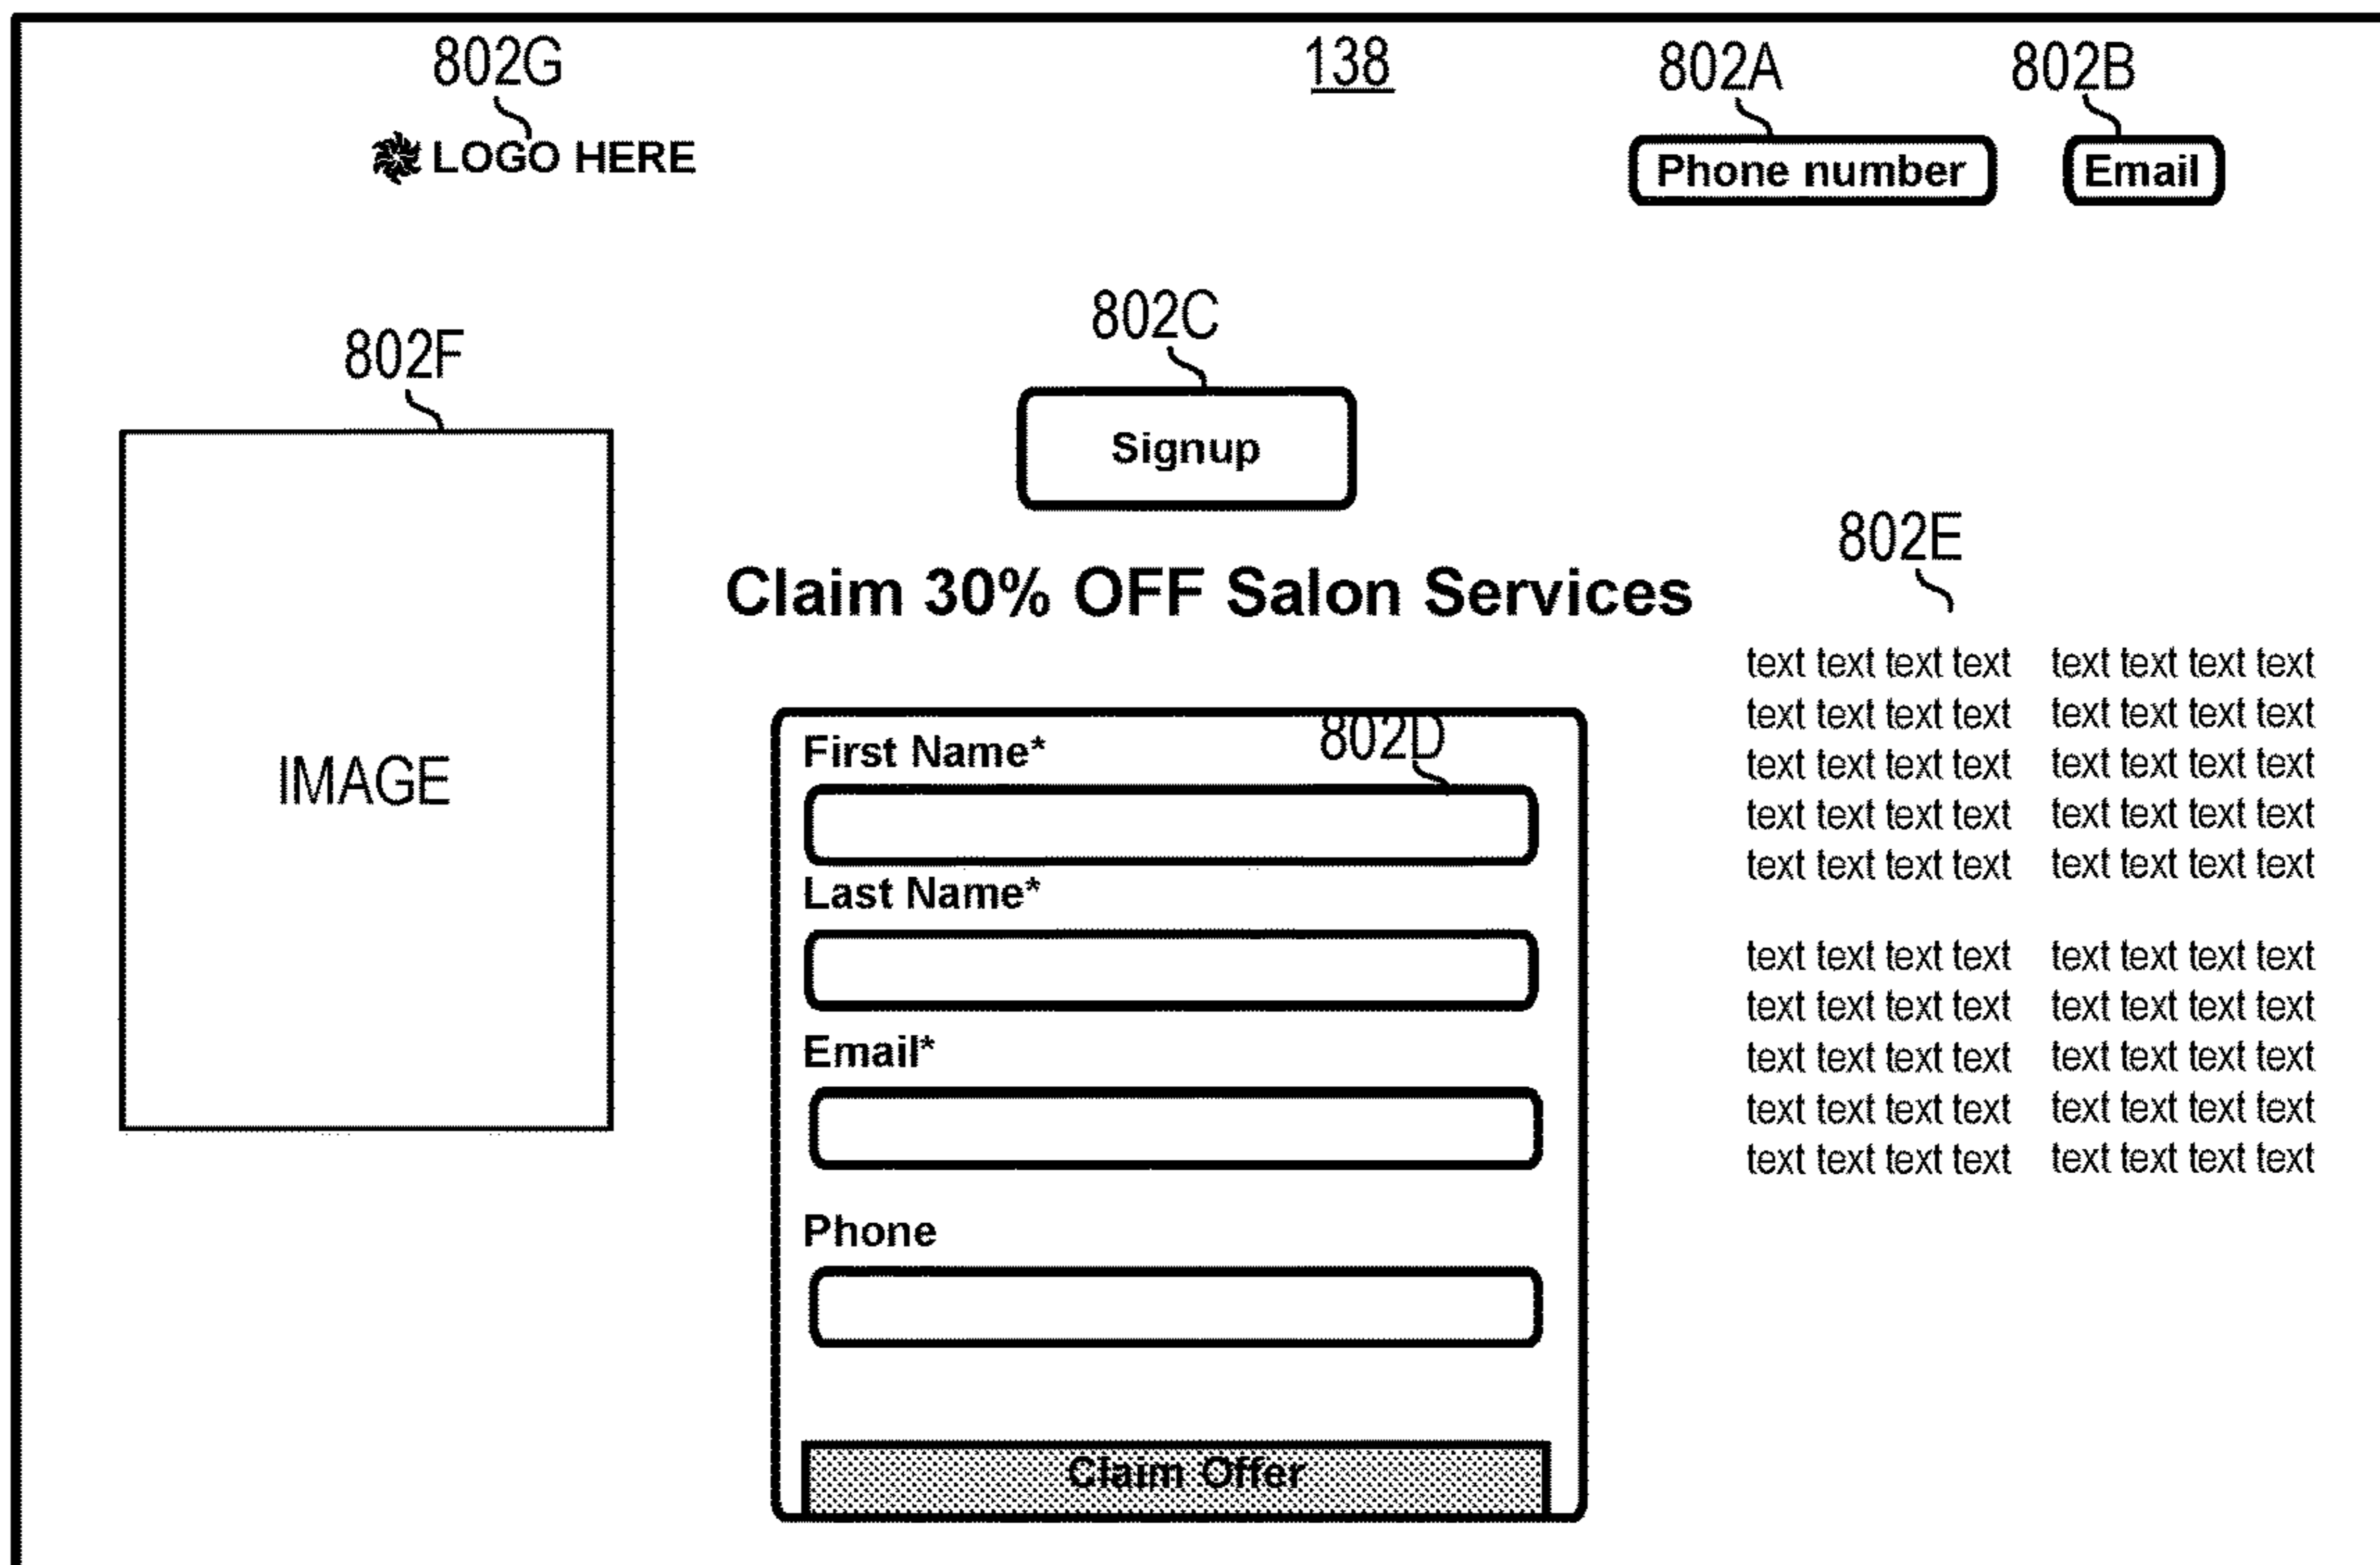 802G
138
802A
802B
LOGO HERE
Phone number
Email
802F
802C
Signup
IMAGE
Claim 30% OFF Salon Services
First Name*
802D
Last Name*
Email*
Phone
Claim Offer
802E
text text text text text text text text
text text text text text text text text
text text text text text text text text
text text text text text text text text
text text text text text text text text
text text text text text text text text
text text text text text text text text
text text text text text text text text
text text text text text text text text
text text text text text text text text